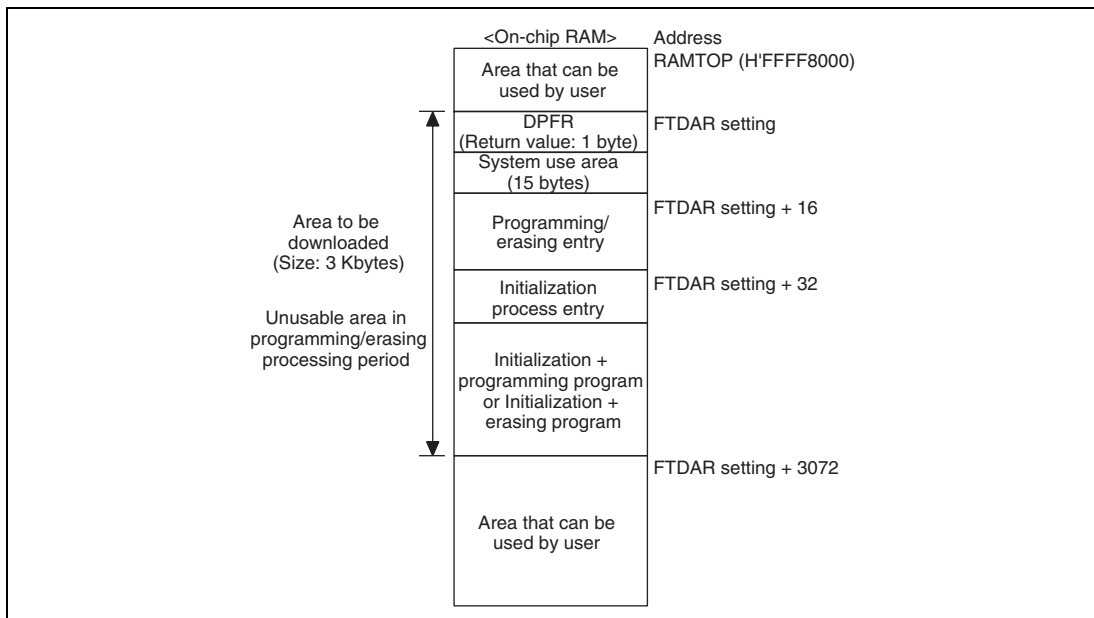 <On-chip RAM>
Address
RAMTOP (H'FFFF8000)
Area that can be
used by user
DPFR
(Return value: 1 byte)
FTDAR setting
System use area
(15 bytes)
FTDAR setting + 16
Programming/
erasing entry
Area to be
downloaded
(Size: 3 Kbytes)
FTDAR setting + 32
Initialization
process entry
Unusable area in
programming/erasing
processing period
Initialization +
programming program
or Initialization +
erasing program
FTDAR setting + 3072
Area that can be
used by user